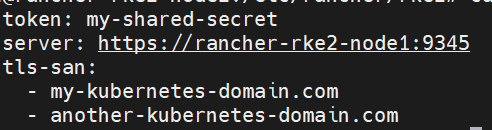 token: my-shared-secret
server: https://rancher-rke2-node1:9345
tls-san:
  - my-kubernetes-domain.com
  - another-kubernetes-domain.com